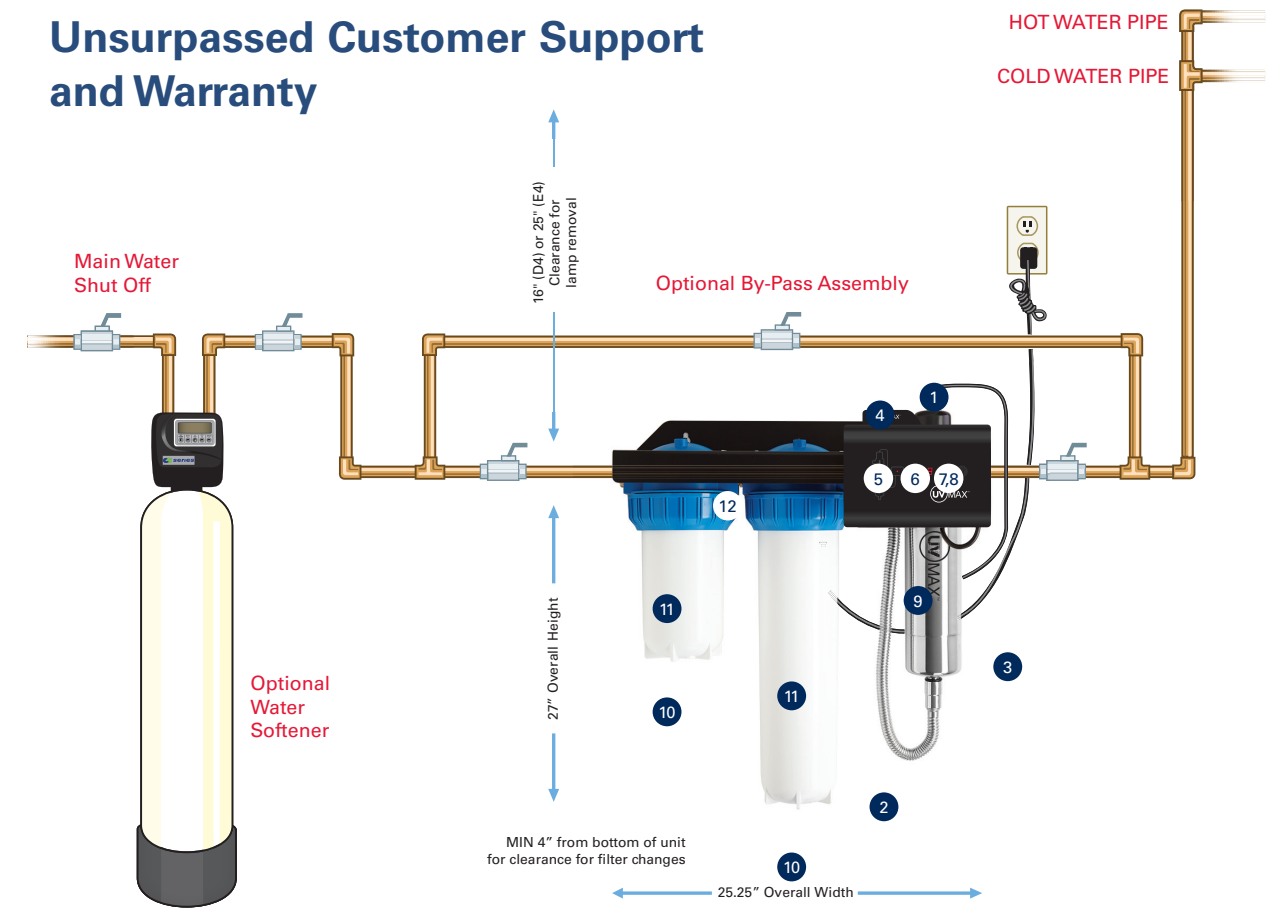 Unsurpassed Customer Support
and Warranty
HOT WATER PIPE
COLD WATER PIPE
16" (D4) or 25" (E4)
Clearance for
lamp removal
Main Water
Shut Off
Optional By-Pass Assembly
1
4
5
6
7,8
UV MAX
12
UV MAX
9
11
11
3
27” Overall Height
10
Optional
Water
Softener
2
MIN 4” from bottom of unit
for clearance for filter changes
10
25.25” Overall Width